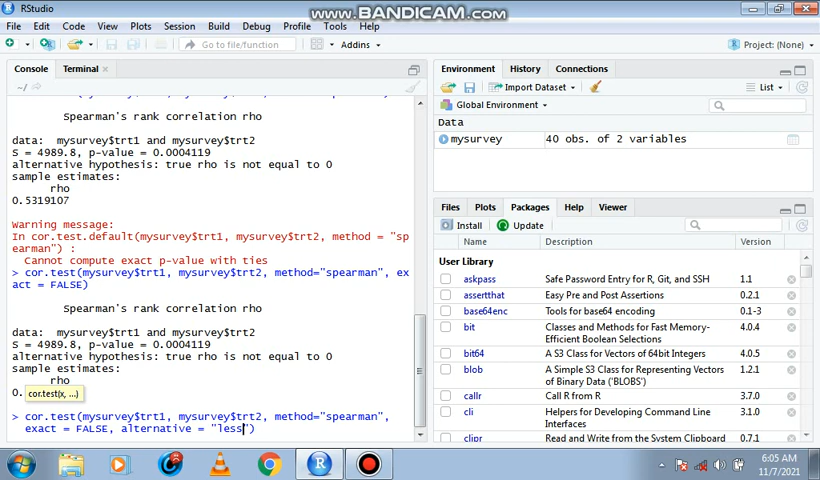 RStudio
www.BANDICAM.com
File Edit Code View Plots Session Build Debug Profile Tools Help
Go to file/function
Addins
Project: (None)
Console Terminal
~/
Spearman's rank correlation rho
data: mysurvey$trt1 and mysurvey$trt2
S = 4989.8, p-value = 0.0004119
alternative hypothesis: true rho is not equal to 0
sample estimates:
rho
0.5319107
Warning message:
In cor.test.default(mysurvey$trt1, mysurvey$trt2, method = "sp
earman") :
Cannot compute exact p-value with ties
> cor.test(mysurvey$trt1, mysurvey$trt2, method="spearman", ex
act = FALSE)
Spearman's rank correlation rho
data: mysurvey$trt1 and mysurvey$trt2
S = 4989.8, p-value = 0.0004119
alternative hypothesis: true rho is not equal to 0
sample estimates:
rho
0.
cor.test(x, ...)
> cor.test(mysurvey$trt1, mysurvey$trt2, method="spearman",
exact = FALSE, alternative = "less")
Environment History Connections
Import Dataset
List
Global Environment
Data
mysurvey 40 obs. of 2 variables
Files Plots Packages Help Viewer
Install Update
Name Description Version
User Library
askpass Safe Password Entry for R, Git, and SSH 1.1
assertthat Easy Pre and Post Assertions 0.2.1
base64enc Tools for base64 encoding 0.1-3
bit Classes and Methods for Fast Memory-Efficient Boolean Selections 4.0.4
bit64 A S3 Class for Vectors of 64bit Integers 4.0.5
blob A Simple S3 Class for Representing Vectors of Binary Data ('BLOBS') 1.2.1
callr Call R from R 3.7.0
cli Helpers for Developing Command Line Interfaces 3.1.0
clipr Read and Write from the System Clipboard 0.7.1
6:05 AM
11/7/2021